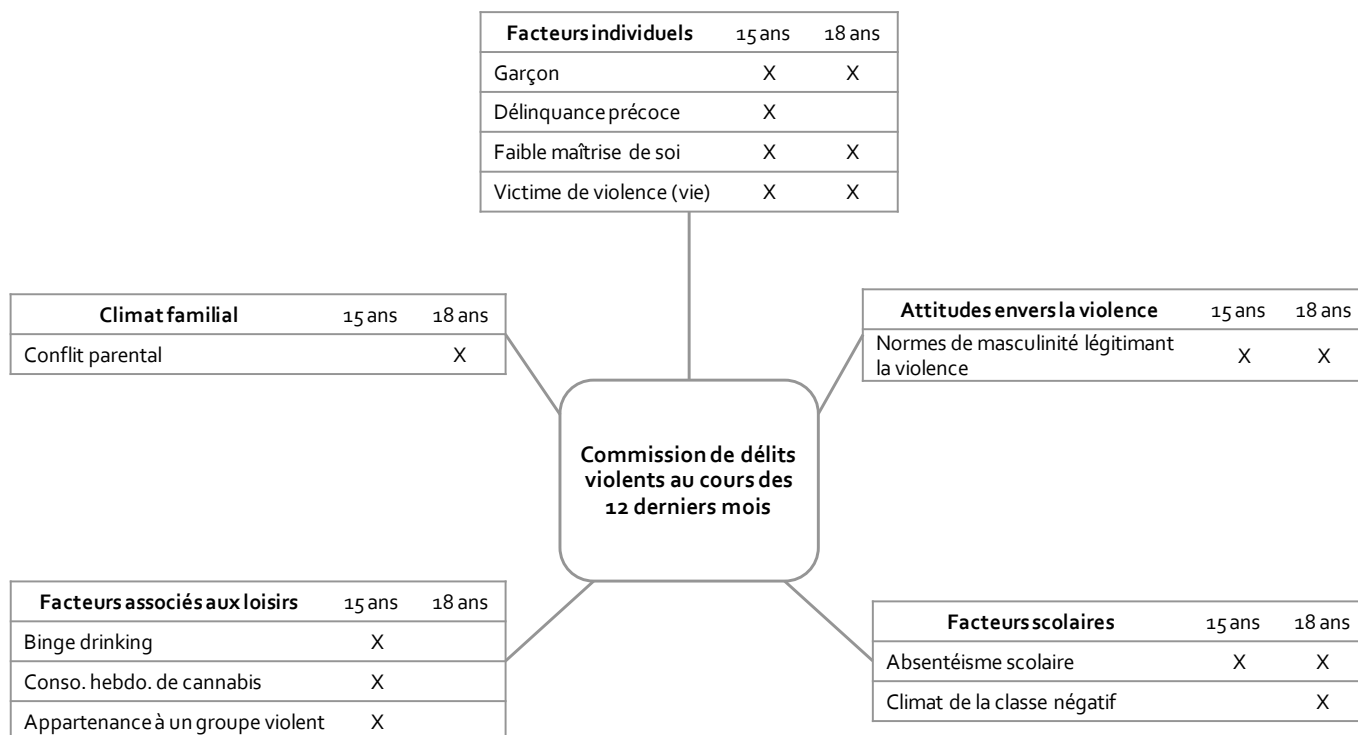 Facteurs individuels 15 ans 18 ans
Garçon X X
Délinquance précoce X
Faible maîtrise de soi X X
Victime de violence (vie) X X
Climat familial 15 ans 18 ans
Conflit parental X
Attitudes envers la violence 15 ans 18 ans
Normes de masculinité légitimant
la violence X X
Commission de délits
violents au cours des
12 derniers mois
Facteurs associés aux loisirs 15 ans 18 ans
Binge drinking X
Conso. hebdo. de cannabis X
Appartenance à un groupe violent X
Facteurs scolaires 15 ans 18 ans
Absentéisme scolaire X X
Climat de la classe négatif X